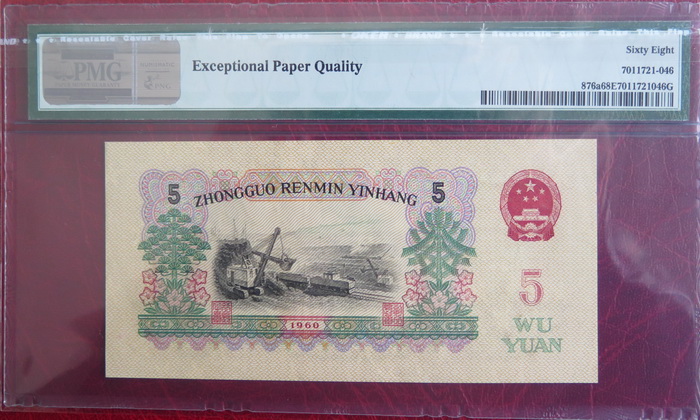 PMG
Exceptional Paper Quality
Sixty Eight
7011721-046
876a68E7011721046G
5
ZHONGGUO RENMIN YINHANG
5
5
WU
YUAN
1960